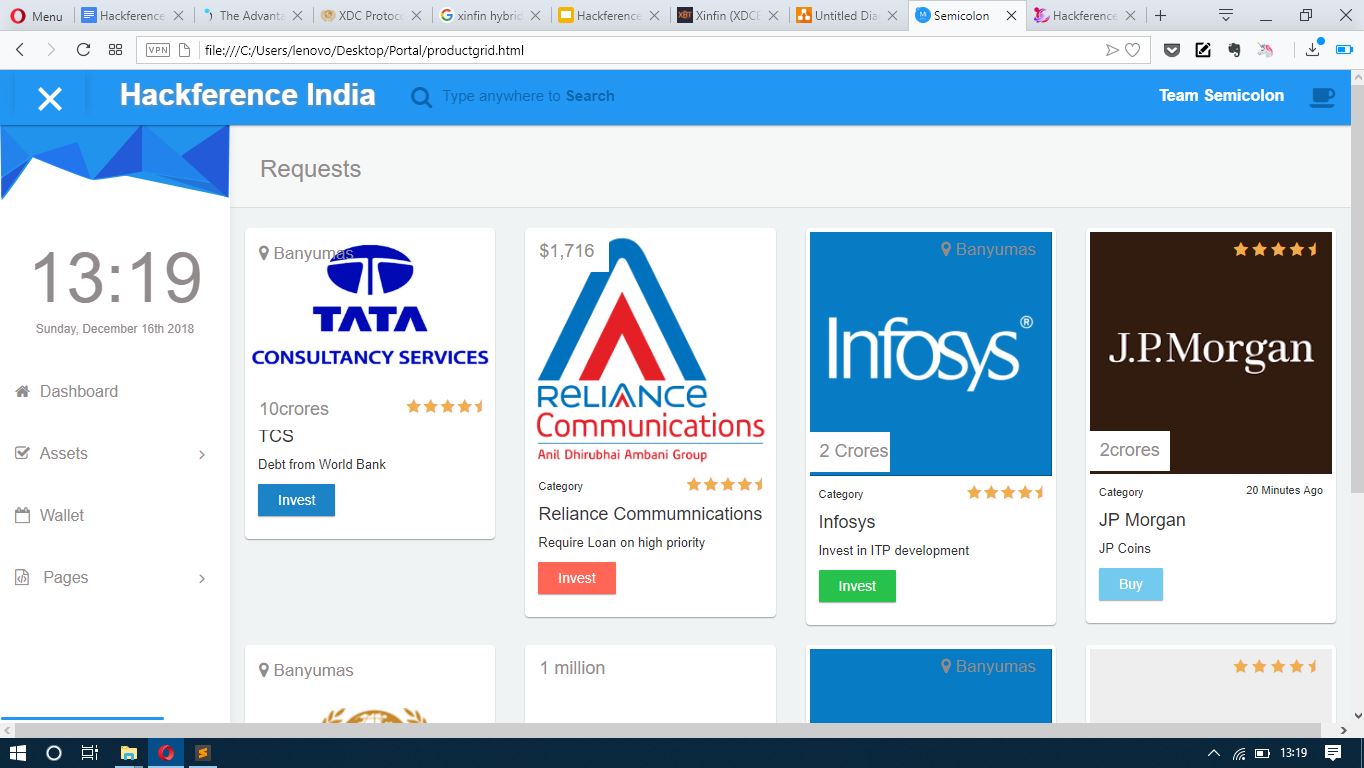 Menu
Hackference
The Advanta
XDC Protoc
xinfin hybrid
Hackference
Xinfin (XDCE
Untitled Dia
Semicolon
Hackference
VPN
file:///C:/Users/lenovo/Desktop/Portal/productgrid.html
Hackference India
Type anywhere to Search
Team Semicolon
Requests
13:19
Sunday, December 16th 2018
Dashboard
Assets
Wallet
Pages
Banyumas
TATA
CONSULTANCY SERVICES
10crores
TCS
Debt from World Bank
Invest
$1,716
RELIANCE
Communications
Anil Dhirubhai Ambani Group
Category
Reliance Commumnications
Require Loan on high priority
Invest
Banyumas
Infosys®
2 Crores
Category
Infosys
Invest in ITP development
Invest
J.P.Morgan
2crores
Category
20 Minutes Ago
JP Morgan
JP Coins
Buy
Banyumas
1 million
Banyumas
13:19